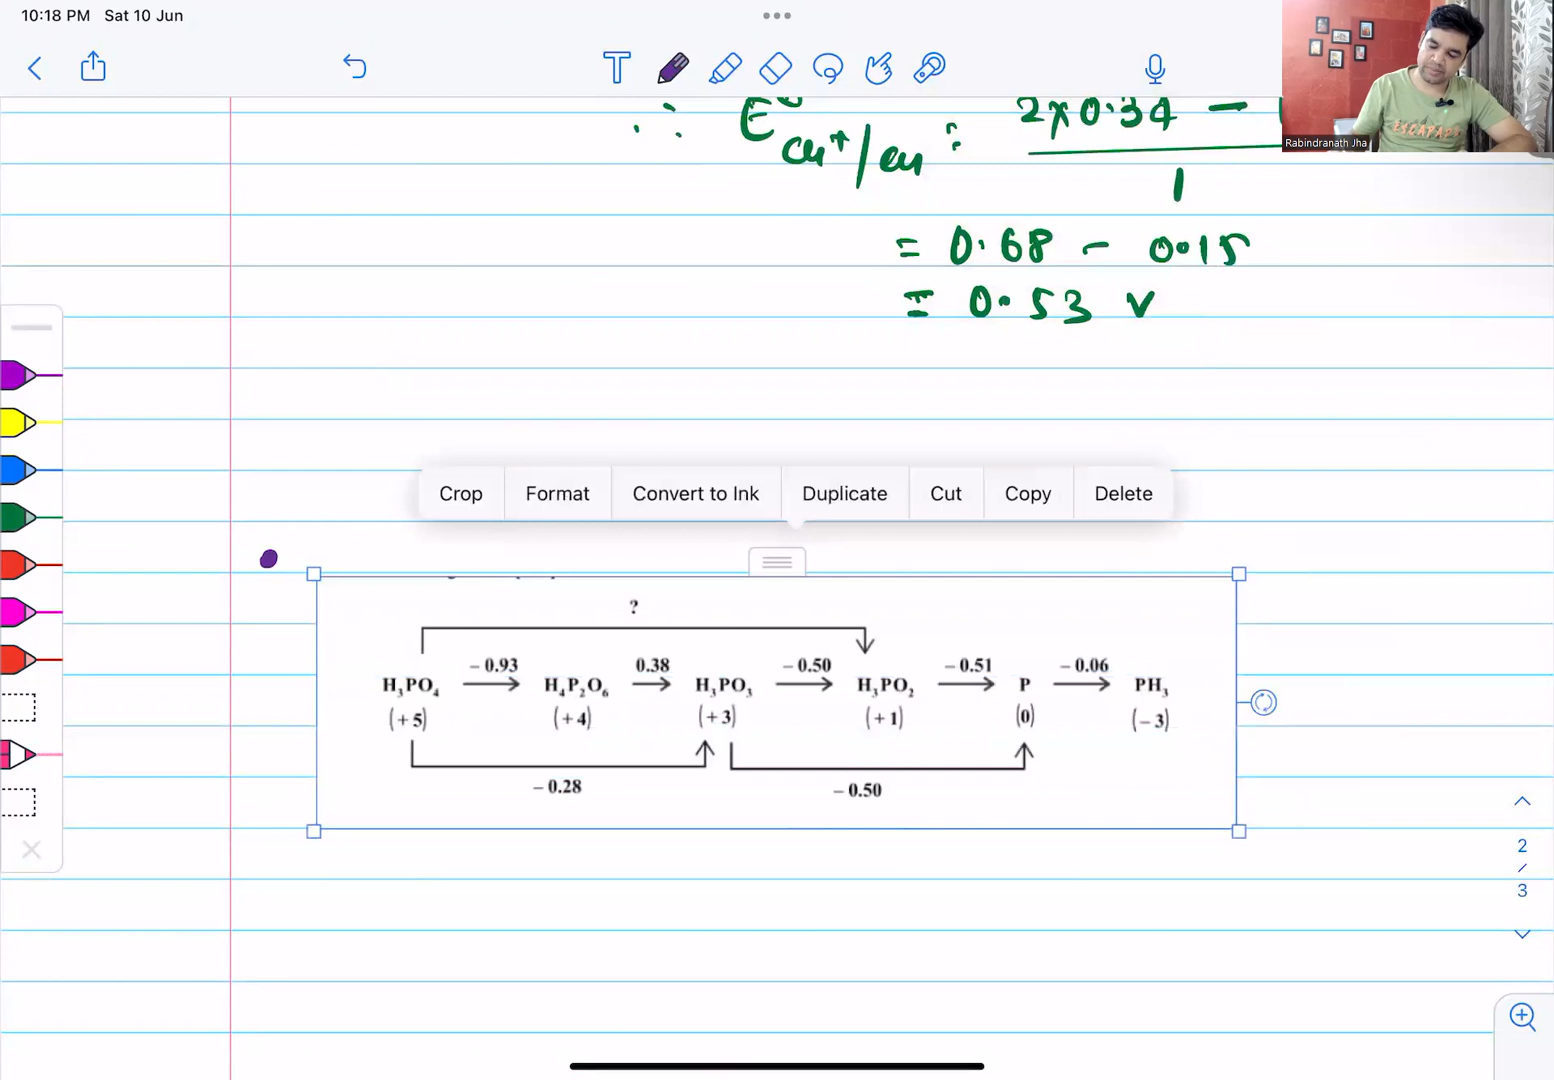 10:18 PM Sat 10 Jun
T
∴ E° Cu⁺/Cu = 2×0.34 –
1
= 0.68 – 0.15
= 0.53 V
Rabindranath Jha
Crop Format Convert to Ink Duplicate Cut Copy Delete
?
– 0.93 0.38 – 0.50 – 0.51 – 0.06
H₃PO₄ → H₄P₂O₆ → H₃PO₃ → H₃PO₂ → P → PH₃
(+5) (+4) (+3) (+1) (0) (–3)
– 0.28 – 0.50
2
/
3